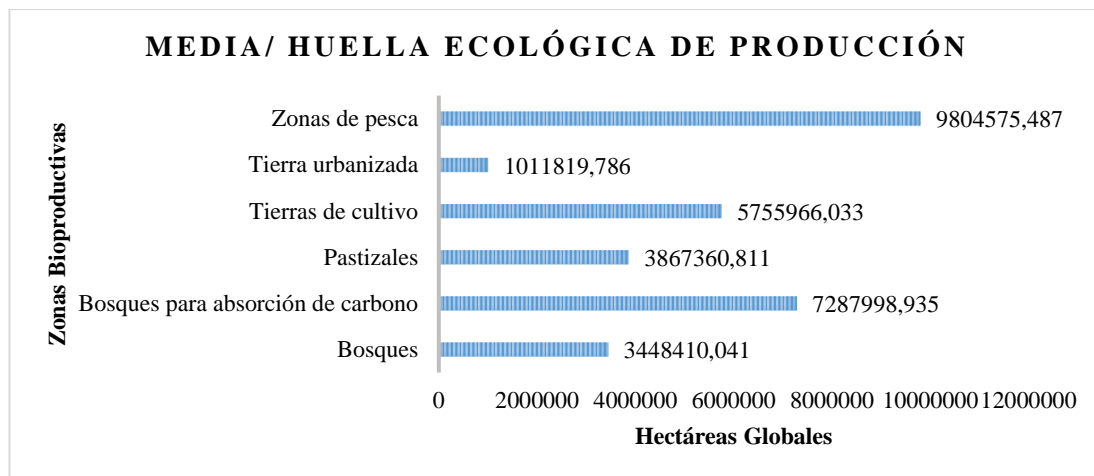 MEDIA/ HUELLA ECOLÓGICA DE PRODUCCIÓN
Zonas Bioproductivas
Zonas de pesca 9804575,487
Tierra urbanizada 1011819,786
Tierras de cultivo 5755966,033
Pastizales 3867360,811
Bosques para absorción de carbono 7287998,935
Bosques 3448410,041
0 2000000 4000000 6000000 8000000 10000000 12000000
Hectáreas Globales